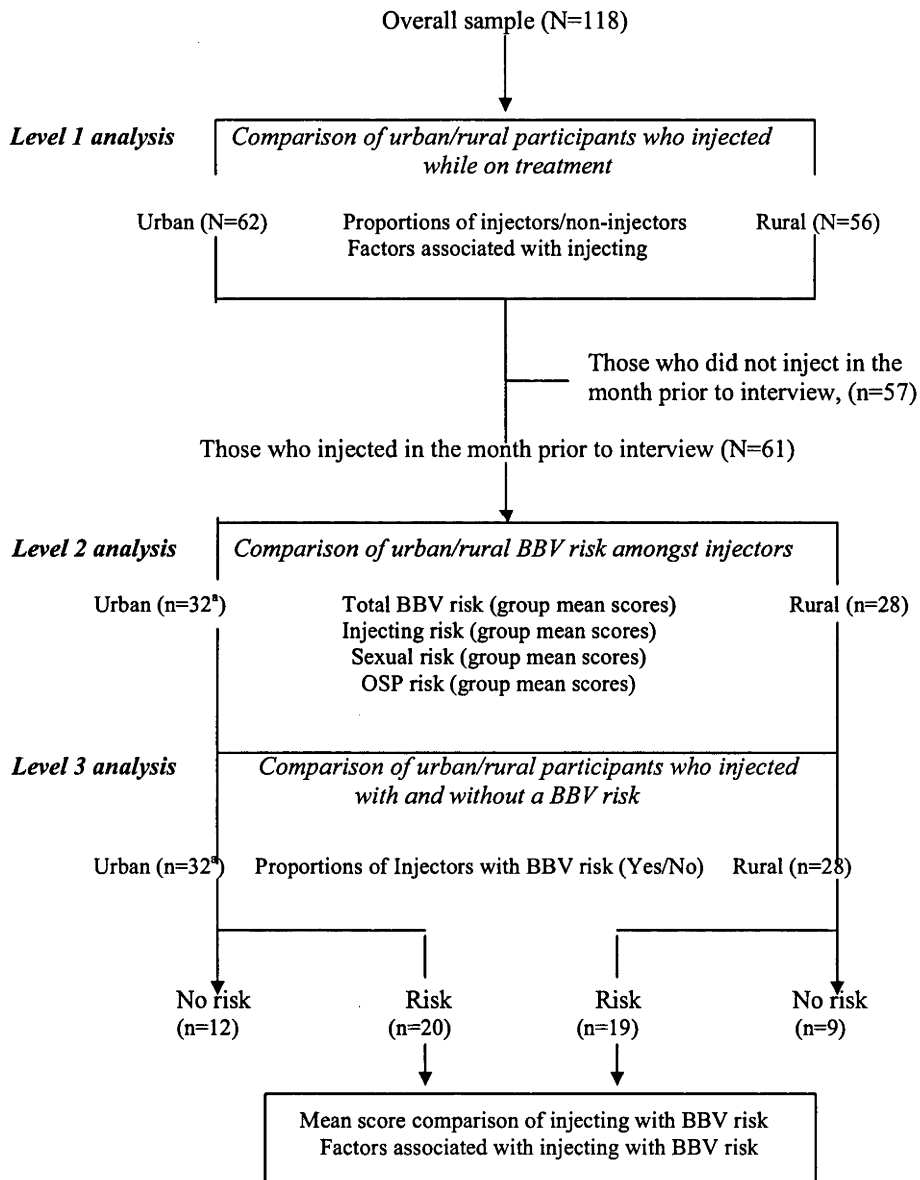 Overall sample (N=118)
Level 1 analysis
Comparison of urban/rural participants who injected
while on treatment
Urban (N=62)
Proportions of injectors/non-injectors
Rural (N=56)
Factors associated with injecting
Those who did not inject in the
month prior to interview, (n=57)
Those who injected in the month prior to interview (N=61)
Level 2 analysis
Comparison of urban/rural BBV risk amongst injectors
Urban (n=32ª)
Total BBV risk (group mean scores)
Rural (n=28)
Injecting risk (group mean scores)
Sexual risk (group mean scores)
OSP risk (group mean scores)
Level 3 analysis
Comparison of urban/rural participants who injected
with and without a BBV risk
Urban (n=32ª)
Proportions of Injectors with BBV risk (Yes/No)
Rural (n=28)
No risk
(n=12)
Risk
(n=20)
Risk
(n=19)
No risk
(n=9)
Mean score comparison of injecting with BBV risk
Factors associated with injecting with BBV risk